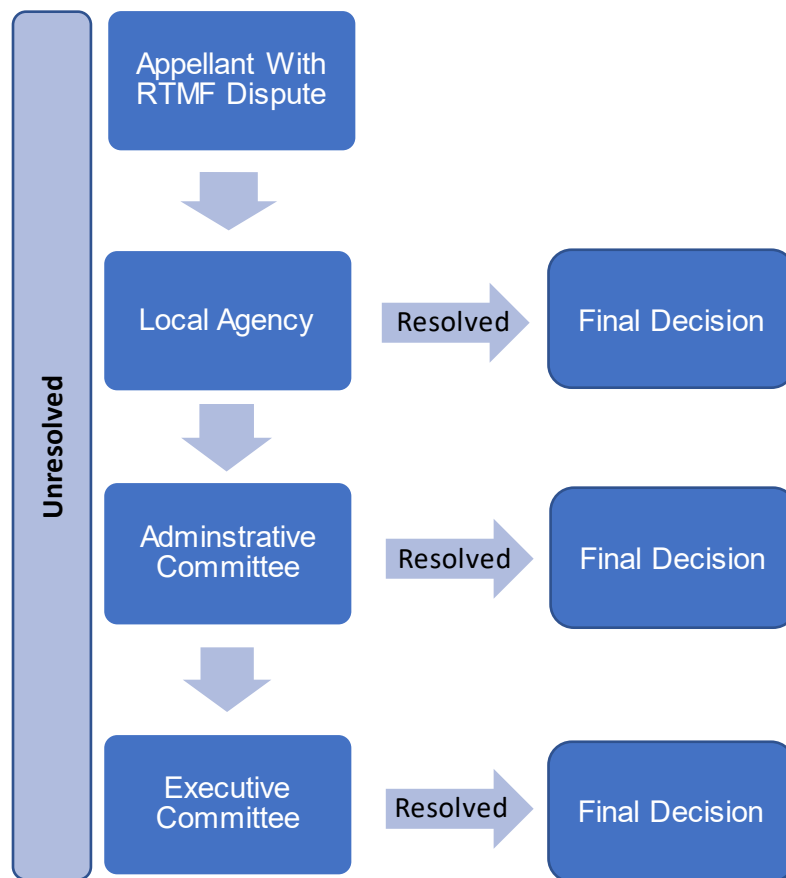 Appellant With
RTMF Dispute
Unresolved
Local Agency
Resolved
Final Decision
Adminstrative
Committee
Resolved
Final Decision
Executive
Committee
Resolved
Final Decision